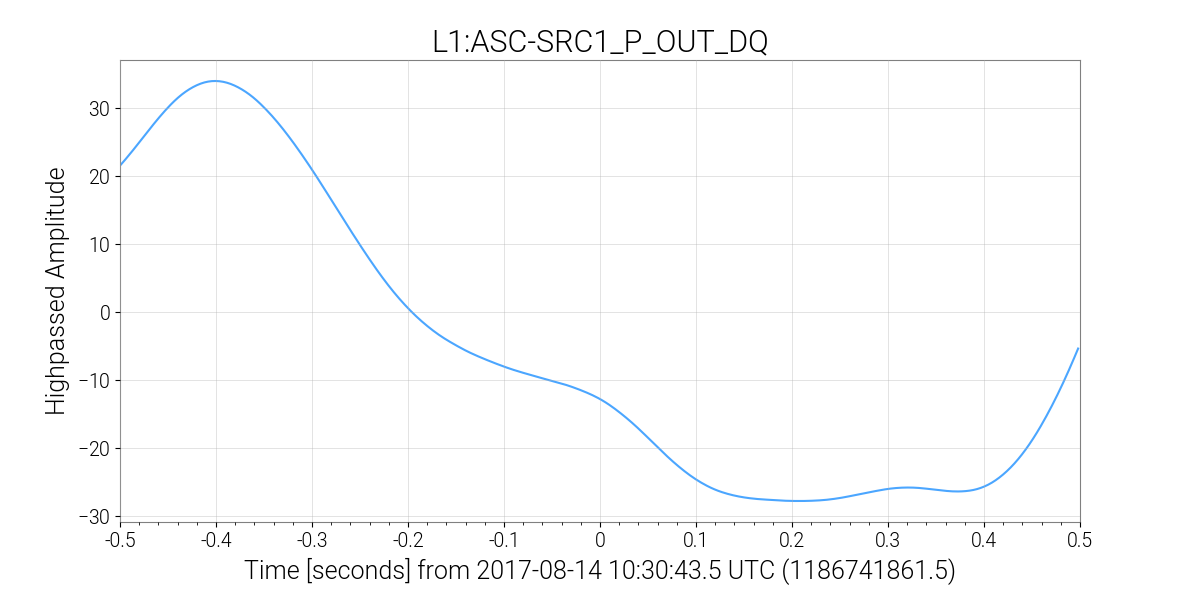 L1:ASC-SRC1_P_OUT_DQ
Highpassed Amplitude
30
20
10
0
−10
−20
−30
-0.5 -0.4 -0.3 -0.2 -0.1 0 0.1 0.2 0.3 0.4 0.5
Time [seconds] from 2017-08-14 10:30:43.5 UTC (1186741861.5)